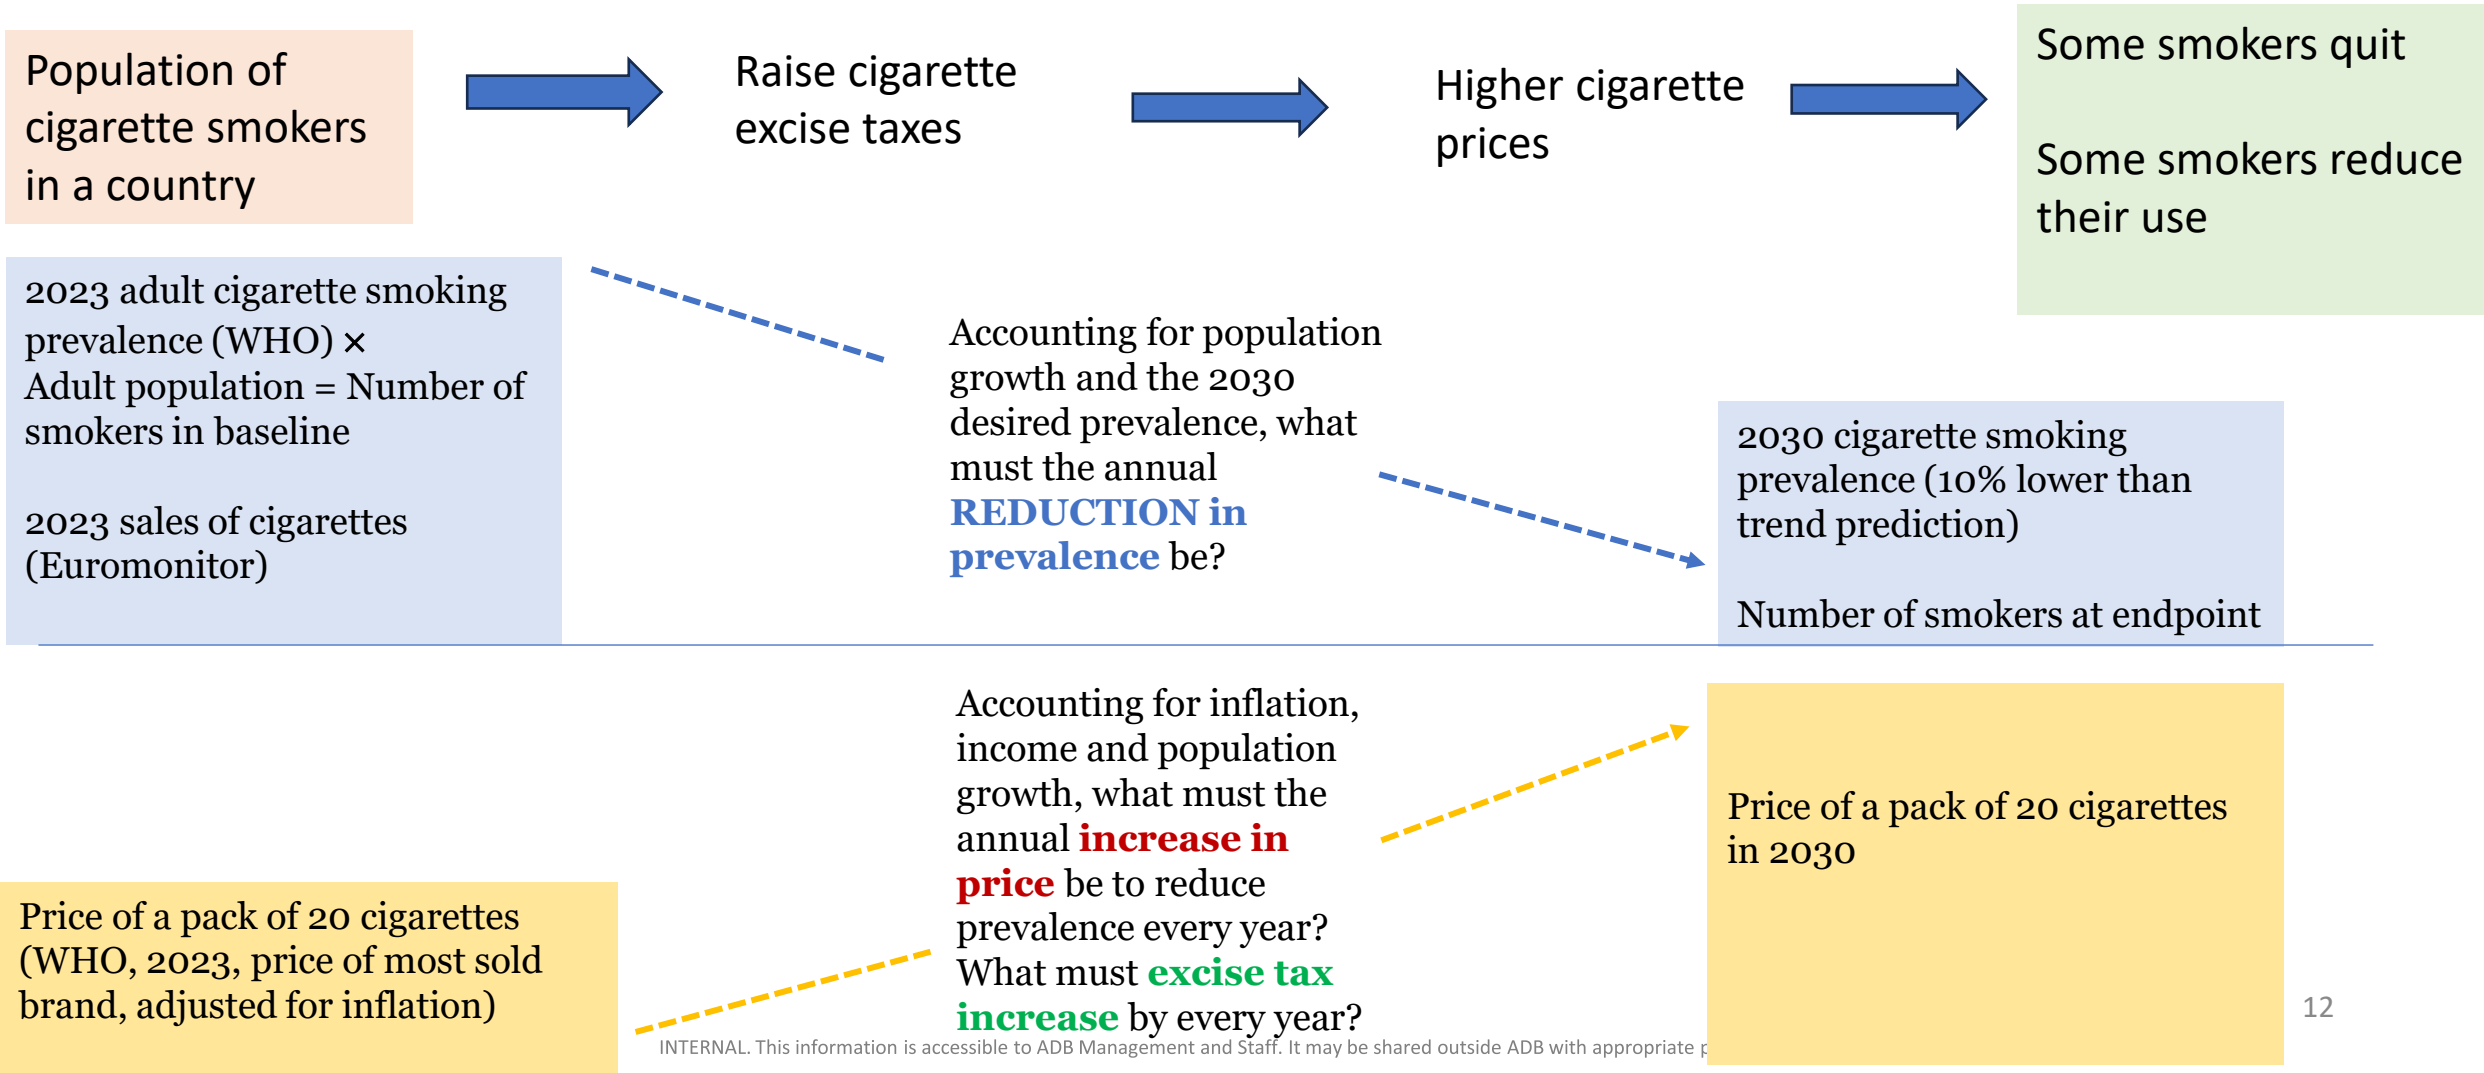 Population of
cigarette smokers
in a country
Raise cigarette
excise taxes
Higher cigarette
prices
Some smokers quit
Some smokers reduce
their use
2023 adult cigarette smoking
prevalence (WHO) ×
Adult population = Number of
smokers in baseline
2023 sales of cigarettes
(Euromonitor)
Accounting for population
growth and the 2030
desired prevalence, what
must the annual
REDUCTION in
prevalence be?
2030 cigarette smoking
prevalence (10% lower than
trend prediction)
Number of smokers at endpoint
Accounting for inflation,
income and population
growth, what must the
annual increase in
price be to reduce
prevalence every year?
What must excise tax
increase by every year?
Price of a pack of 20 cigarettes
(WHO, 2023, price of most sold
brand, adjusted for inflation)
Price of a pack of 20 cigarettes
in 2030
12
INTERNAL. This information is accessible to ADB Management and Staff. It may be shared outside ADB with appropriate